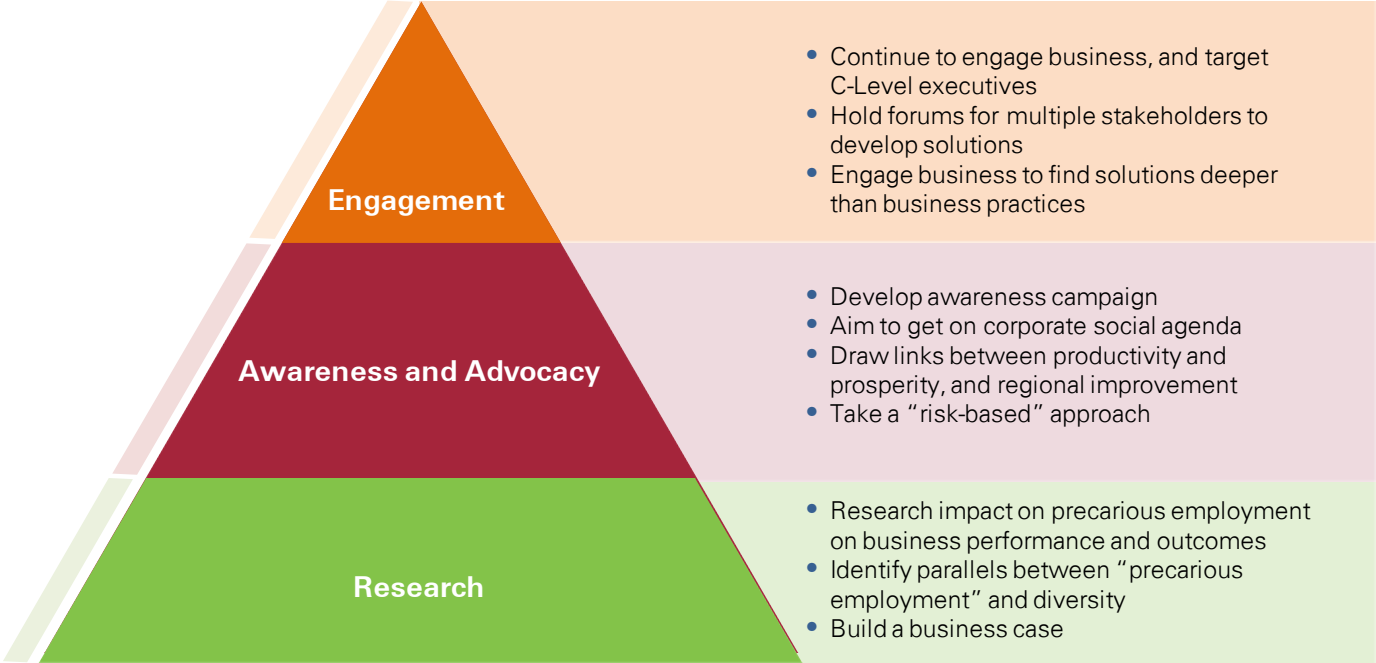 Engagement
• Continue to engage business, and target
C-Level executives
• Hold forums for multiple stakeholders to
develop solutions
• Engage business to find solutions deeper
than business practices
Awareness and Advocacy
• Develop awareness campaign
• Aim to get on corporate social agenda
• Draw links between productivity and
prosperity, and regional improvement
• Take a “risk-based” approach
Research
• Research impact on precarious employment
on business performance and outcomes
• Identify parallels between “precarious
employment” and diversity
• Build a business case